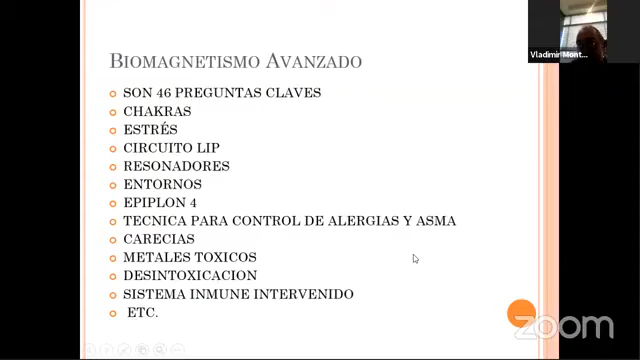 BIOMAGNETISMO AVANZADO
SON 46 PREGUNTAS CLAVES
CHAKRAS
ESTRÉS
CIRCUITO LIP
RESONADORES
ENTORNOS
EPIPLON 4
TECNICA PARA CONTROL DE ALERGIAS Y ASMA
CARECIAS
METALES TOXICOS
DESINTOXICACION
SISTEMA INMUNE INTERVENIDO
ETC.
Vladimir Mont...
zoom